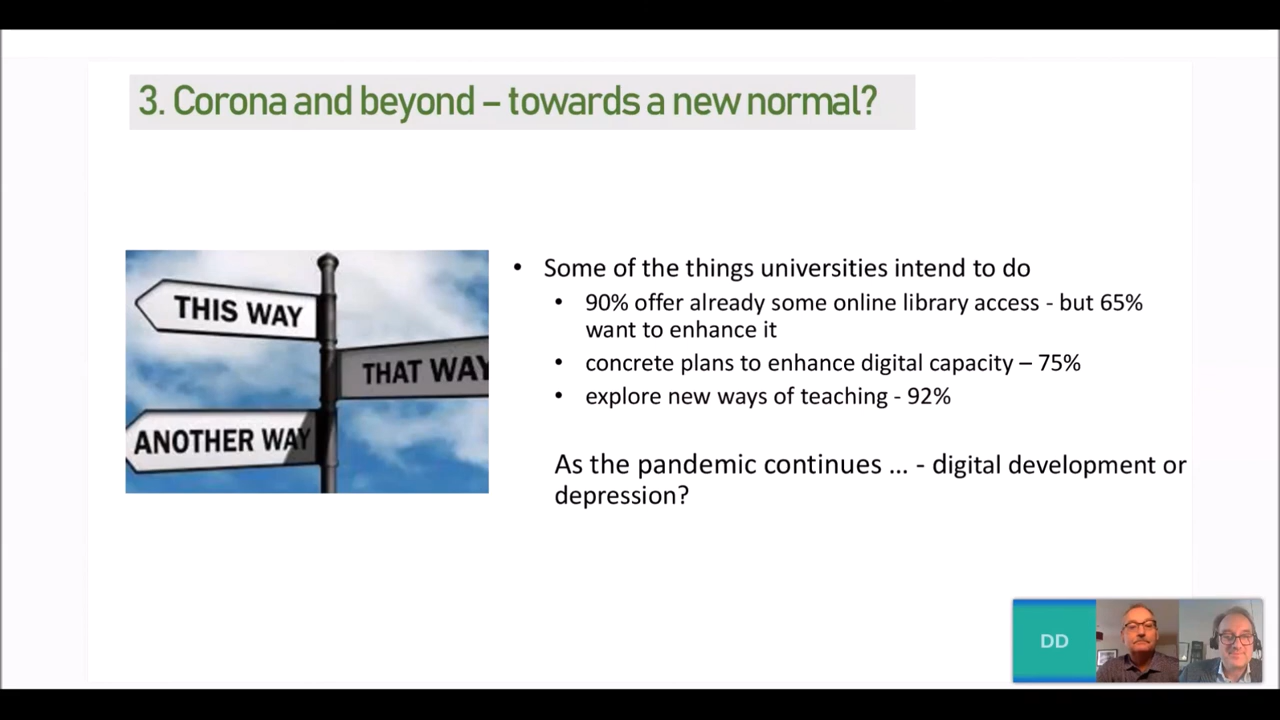 3. Corona and beyond – towards a new normal?
THIS WAY
THAT WAY
ANOTHER WAY
• Some of the things universities intend to do
• 90% offer already some online library access - but 65%
want to enhance it
• concrete plans to enhance digital capacity – 75%
• explore new ways of teaching - 92%
As the pandemic continues ... - digital development or
depression?
DD